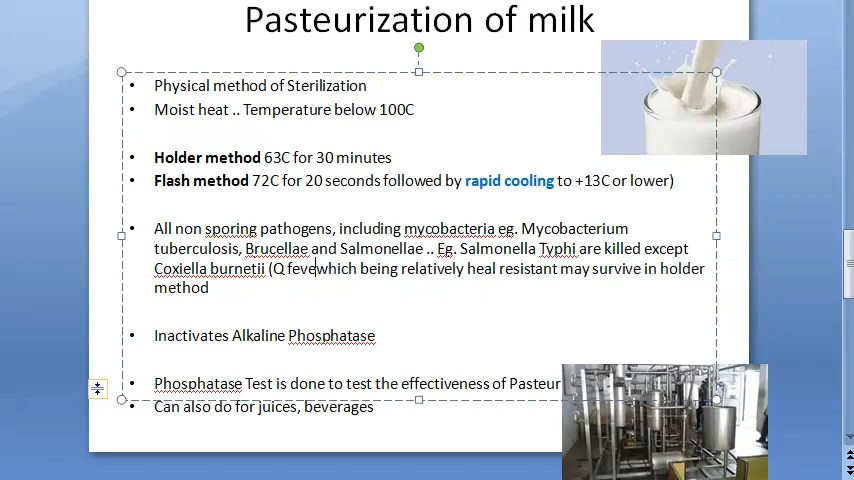 Pasteurization of milk
• Physical method of Sterilization
• Moist heat .. Temperature below 100C
• Holder method 63C for 30 minutes
• Flash method 72C for 20 seconds followed by rapid cooling to +13C or lower)
• All non sporing pathogens, including mycobacteria eg. Mycobacterium
tuberculosis, Brucellae and Salmonellae .. Eg. Salmonella Typhi are killed except
Coxiella burnetii (Q fevewhich being relatively heal resistant may survive in holder
method
• Inactivates Alkaline Phosphatase
• Phosphatase Test is done to test the effectiveness of Pasteur
• Can also do for juices, beverages